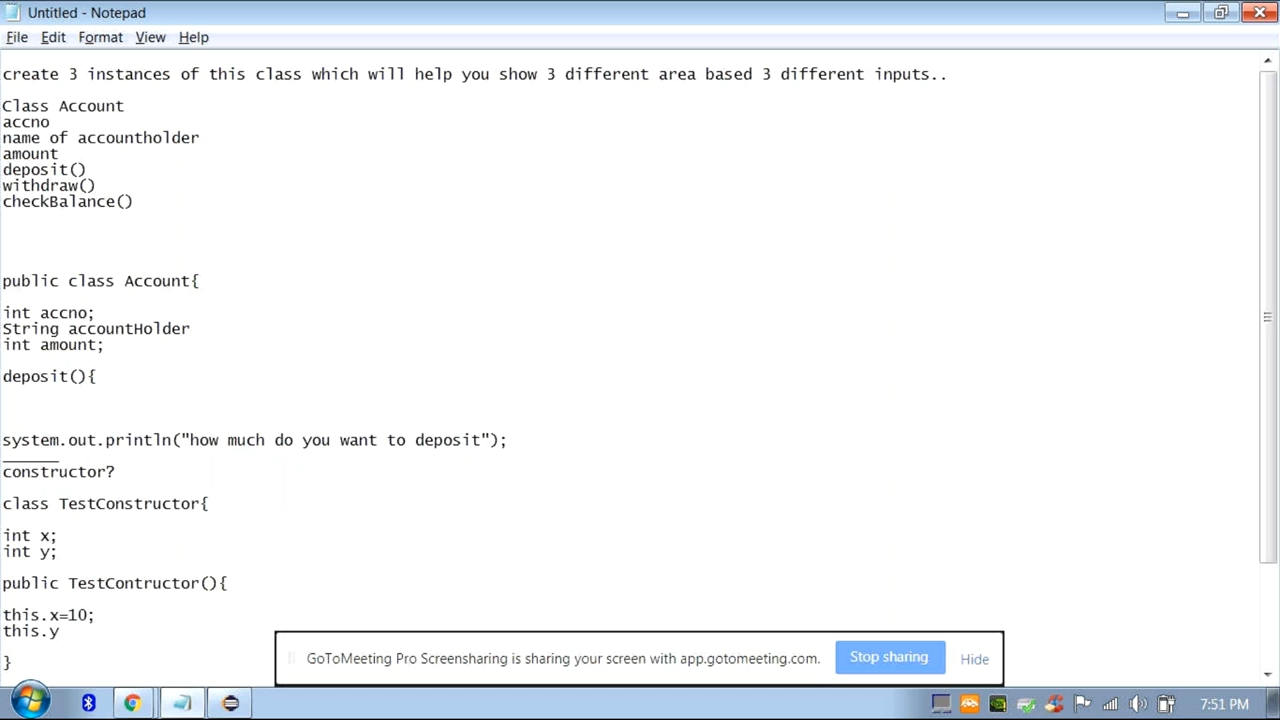 Untitled - Notepad
File Edit Format View Help
create 3 instances of this class which will help you show 3 different area based 3 different inputs..
Class Account
accno
name of accountholder
amount
deposit()
withdraw()
checkBalance()
public class Account{
int accno;
String accountHolder
int amount;
deposit(){
system.out.println("how much do you want to deposit");
______
constructor?
class TestConstructor{
int x;
int y;
public TestContructor(){
this.x=10;
this.y
}
GoToMeeting Pro Screensharing is sharing your screen with app.gotomeeting.com.
Stop sharing
Hide
7:51 PM